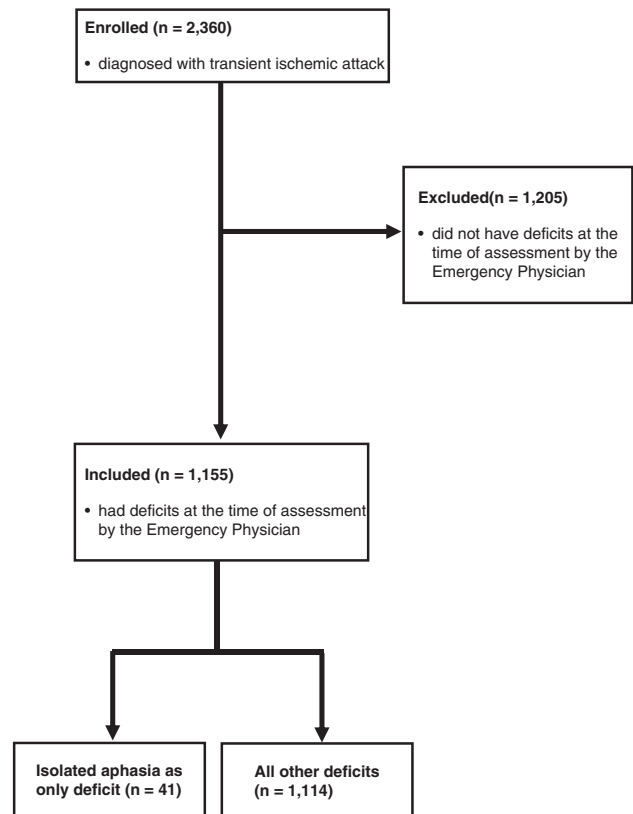 Enrolled (n = 2,360)
• diagnosed with transient ischemic attack
Excluded(n = 1,205)
• did not have deficits at the
time of assessment by the
Emergency Physician
Included (n = 1,155)
• had deficits at the time of assessment
by the Emergency Physician
Isolated aphasia as
only deficit (n = 41)
All other deficits
(n = 1,114)